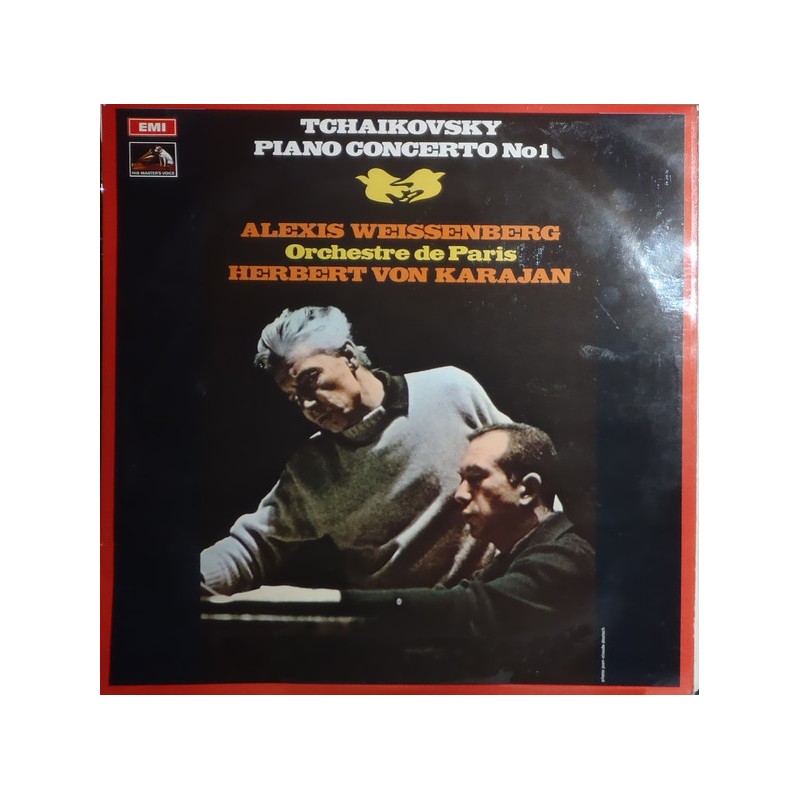 EMI
HIS MASTER'S VOICE
TCHAIKOVSKY
PIANO CONCERTO No1
ALEXIS WEISSENBERG
Orchestre de Paris
HERBERT VON KARAJAN